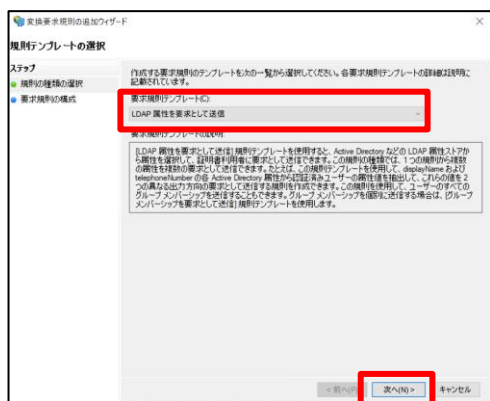 変換要求規則の追加ウィザード
規則テンプレートの選択
ステップ
規則の種類の選択
要求規則の構成
作成する要求規則のテンプレートを次の一覧から選択してください。各要求規則テンプレートの詳細は説明に
記載されています。
要求規則テンプレート(C):
LDAP 属性を要求として送信
要求規則テンプレートの説明:
[LDAP 属性を要求として送信] 規則テンプレートを使用すると、Active Directory などの LDAP 属性ストアか
ら属性を選択して、証明書利用者に要求として送信できます。この規則の種類では、1 つの規則から複数
の属性を複数の要求として送信できます。たとえば、この規則テンプレートを使用して、displayName および
telephoneNumber の各 Active Directory 属性から認証済みユーザーの属性値を抽出して、これらの値を 2
つの異なる出力方向の要求として送信する規則を作成できます。この規則を使用して、ユーザーのすべての
グループ メンバーシップを送信することもできます。グループ メンバーシップを個別に送信する場合は、[グループ
メンバーシップを要求として送信] 規則テンプレートを使用します。
< 前へ(P)
次へ(N) >
キャンセル